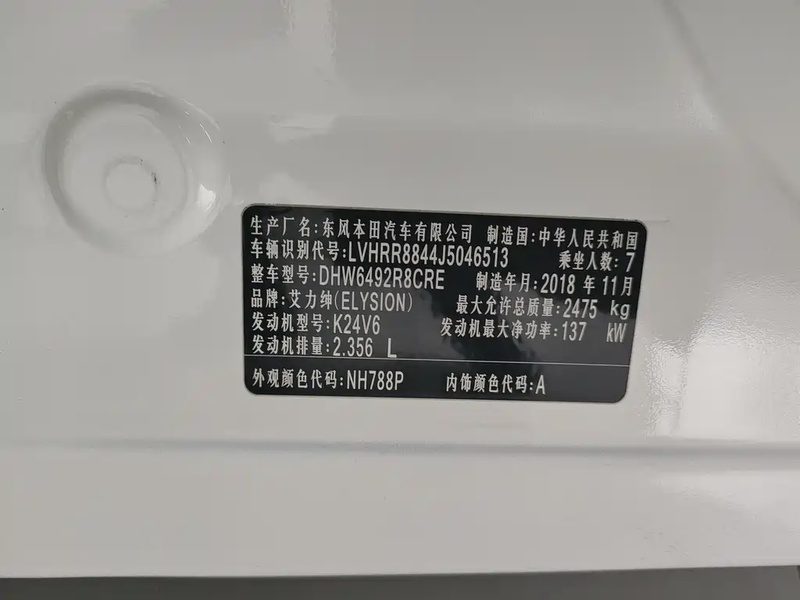 生产厂名:东风本田汽车有限公司 制造国:中华人民共和国
车辆识别代号:LVHRR8844J5046513 乘坐人数:7
整车型号:DHW6492R8CRE 制造年月:2018 年 11月
品牌:艾力绅(ELYSION) 最大允许总质量:2475 kg
发动机型号:K24V6 发动机最大净功率:137 kW
发动机排量:2.356 L
外观颜色代码:NH788P 内饰颜色代码:A